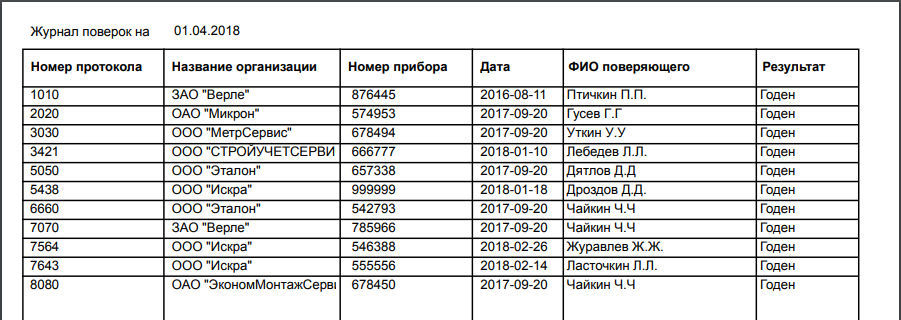 Журнал поверок на 01.04.2018
Номер протокола Название организации Номер прибора Дата ФИО поверяющего Результат
1010 ЗАО "Верле" 876445 2016-08-11 Птичкин П.П. Годен
2020 ОАО "Микрон" 574953 2017-09-20 Гусев Г.Г Годен
3030 ООО "МетрСервис" 678494 2017-09-20 Уткин У.У Годен
3421 ООО "СТРОЙУЧЕТСЕРВИ 666777 2018-01-10 Лебедев Л.Л. Годен
5050 ООО "Эталон" 657338 2017-09-20 Дятлов Д.Д Годен
5438 ООО "Искра" 999999 2018-01-18 Дроздов Д.Д. Годен
6660 ООО "Эталон" 542793 2017-09-20 Чайкин Ч.Ч Годен
7070 ЗАО "Верле" 785966 2017-09-20 Чайкин Ч.Ч Годен
7564 ООО "Искра" 546388 2018-02-26 Журавлев Ж.Ж. Годен
7643 ООО "Искра" 555556 2018-02-14 Ласточкин Л.Л. Годен
8080 ОАО "ЭкономМонтажСерви 678450 2017-09-20 Чайкин Ч.Ч Годен